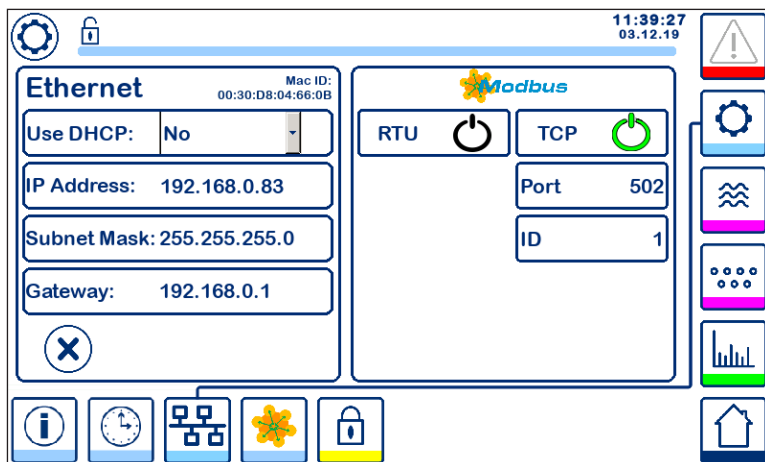 11:39:27
03.12.19
Ethernet
Mac ID:
00:30:D8:04:66:0B
Use DHCP: No
IP Address: 192.168.0.83
Subnet Mask: 255.255.255.0
Gateway: 192.168.0.1
Modbus
RTU TCP
Port 502
ID 1